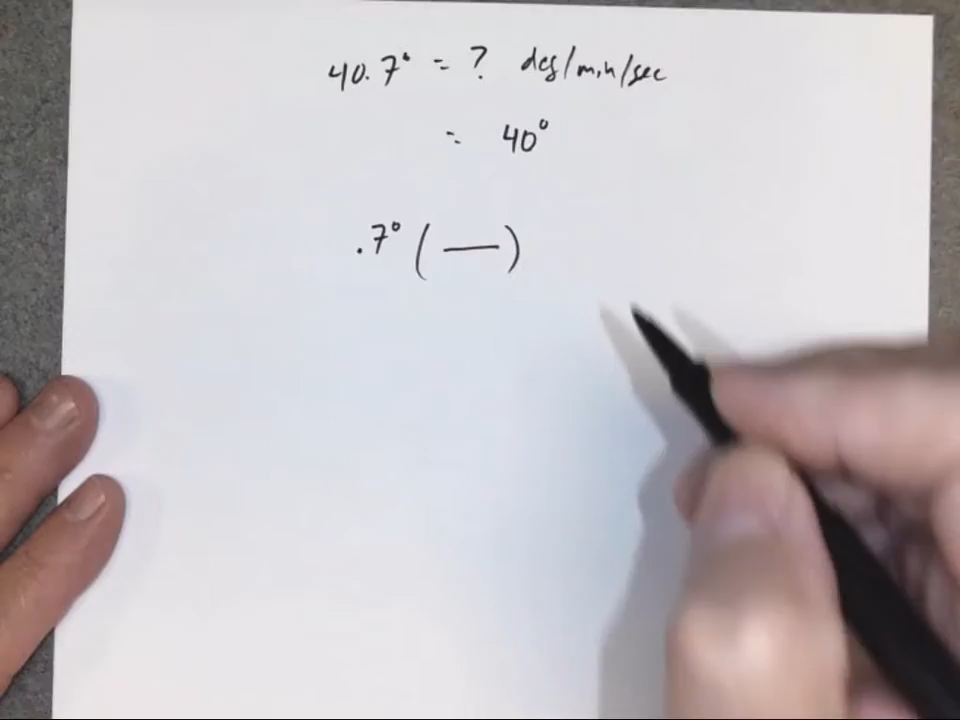 40.7° = ? deg/min/sec
= 40°
.7° (—)